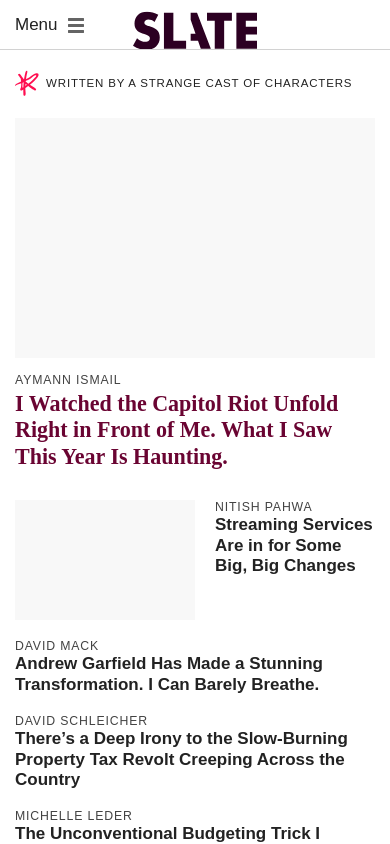 Menu
SLATE
WRITTEN BY A STRANGE CAST OF CHARACTERS
AYMANN ISMAIL
I Watched the Capitol Riot Unfold
Right in Front of Me. What I Saw
This Year Is Haunting.
NITISH PAHWA
Streaming Services
Are in for Some
Big, Big Changes
DAVID MACK
Andrew Garfield Has Made a Stunning
Transformation. I Can Barely Breathe.
DAVID SCHLEICHER
There’s a Deep Irony to the Slow-Burning
Property Tax Revolt Creeping Across the
Country
MICHELLE LEDER
The Unconventional Budgeting Trick I